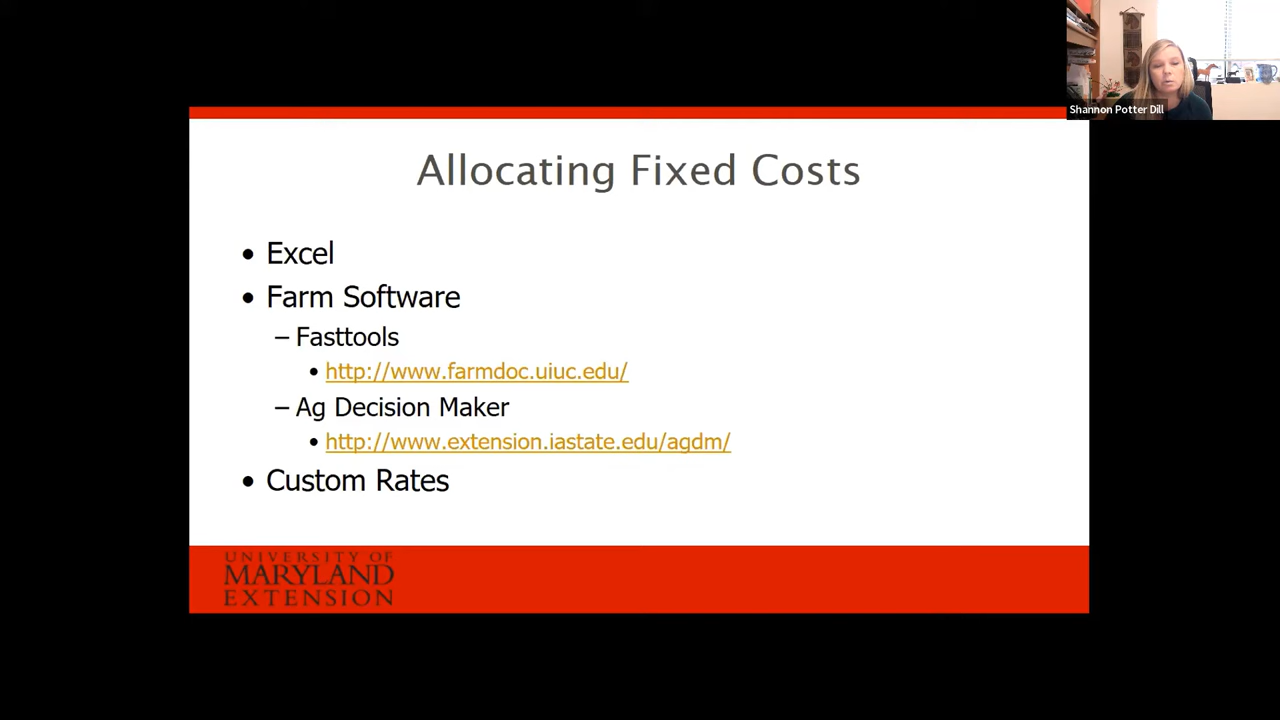 Shannon Potter Dill
Allocating Fixed Costs
• Excel
• Farm Software
– Fasttools
• http://www.farmdoc.uiuc.edu/
– Ag Decision Maker
• http://www.extension.iastate.edu/agdm/
• Custom Rates
UNIVERSITY OF
MARYLAND
EXTENSION